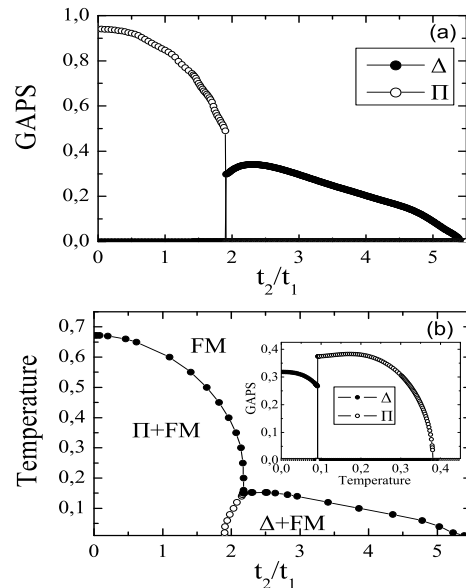 (a)
Δ
Π
GAPS
1,0
0,8
0,6
0,4
0,2
0,0
0 1 2 3 4 5
t2/t1
(b)
Temperature
0,7
0,6
0,5
0,4
0,3
0,2
0,1
0 1 2 3 4 5
t2/t1
FM
Π+FM
Δ+FM
GAPS
0,4
0,3
0,2
0,1
0,0
0,0 0,1 0,2 0,3 0,4
Temperature
Δ
Π